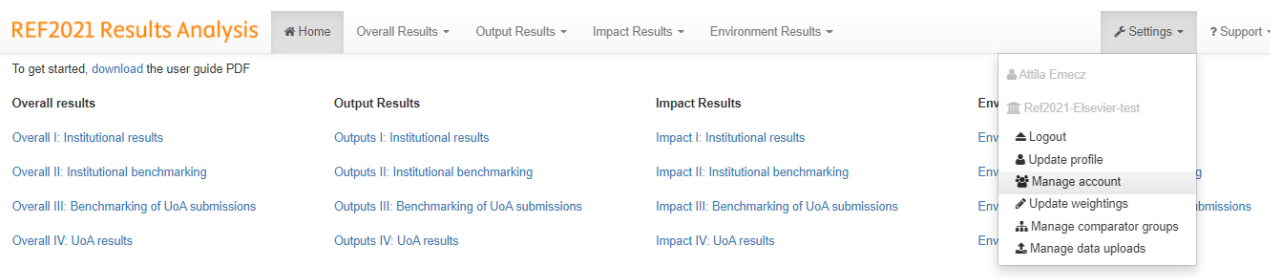 REF2021 Results Analysis Home Overall Results Output Results Impact Results Environment Results Settings ? Support
To get started, download the user guide PDF
Attila Emecz
Overall results Output Results Impact Results Env
Ref2021-Elsevier-test
Overall I: Institutional results Outputs I: Institutional results Impact I: Institutional results Env
Logout
Update profile
Overall II: Institutional benchmarking Outputs II: Institutional benchmarking Impact II: Institutional benchmarking Env g
Manage account
Overall III: Benchmarking of UoA submissions Outputs III: Benchmarking of UoA submissions Impact III: Benchmarking of UoA submissions Env bmissions
Update weightings
Manage comparator groups
Overall IV: UoA results Outputs IV: UoA results Impact IV: UoA results Env
Manage data uploads